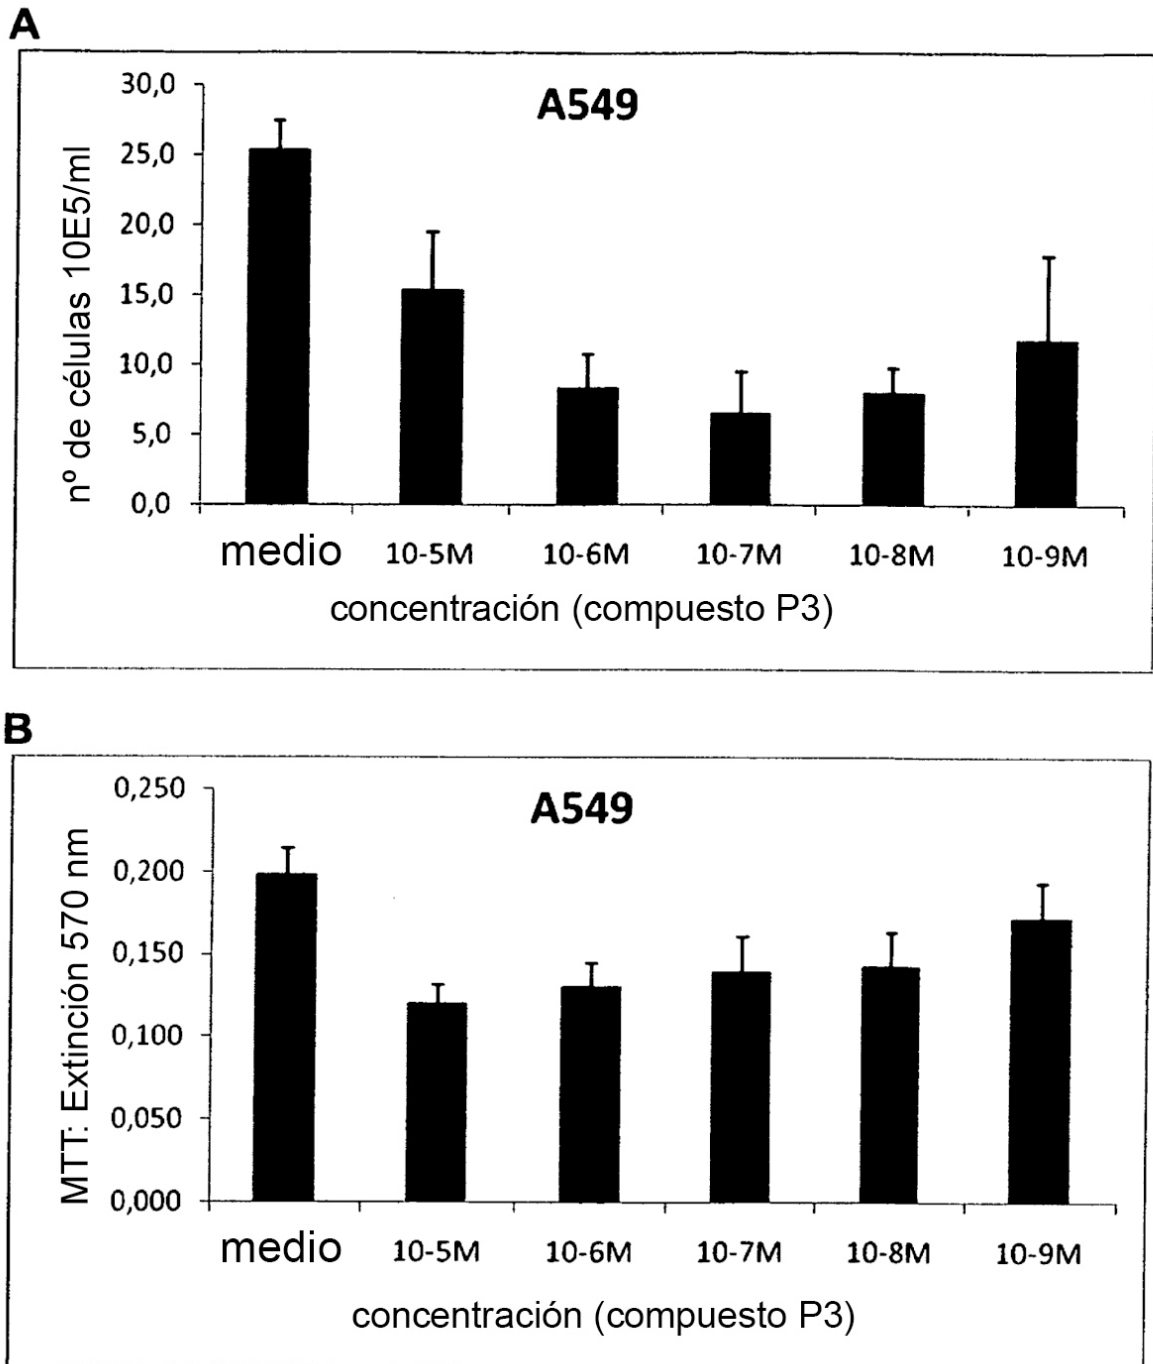 A
A549
nº de células 10E5/ml
30,0
25,0
20,0
15,0
10,0
5,0
0,0
medio 10-5M 10-6M 10-7M 10-8M 10-9M
concentración (compuesto P3)
B
A549
MTT: Extinción 570 nm
0,250
0,200
0,150
0,100
0,050
0,000
medio 10-5M 10-6M 10-7M 10-8M 10-9M
concentración (compuesto P3)